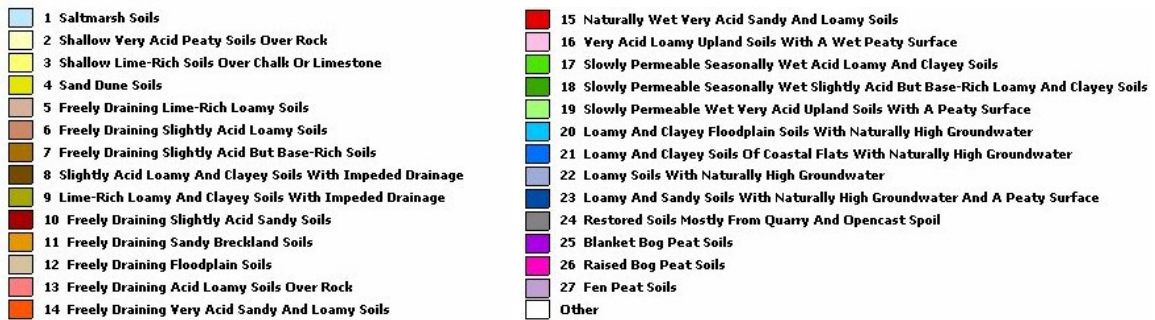 1 Saltmarsh Soils
2 Shallow Very Acid Peaty Soils Over Rock
3 Shallow Lime-Rich Soils Over Chalk Or Limestone
4 Sand Dune Soils
5 Freely Draining Lime-Rich Loamy Soils
6 Freely Draining Slightly Acid Loamy Soils
7 Freely Draining Slightly Acid But Base-Rich Soils
8 Slightly Acid Loamy And Clayey Soils With Impeded Drainage
9 Lime-Rich Loamy And Clayey Soils With Impeded Drainage
10 Freely Draining Slightly Acid Sandy Soils
11 Freely Draining Sandy Breckland Soils
12 Freely Draining Floodplain Soils
13 Freely Draining Acid Loamy Soils Over Rock
14 Freely Draining Very Acid Sandy And Loamy Soils
15 Naturally Wet Very Acid Sandy And Loamy Soils
16 Very Acid Loamy Upland Soils With A Wet Peaty Surface
17 Slowly Permeable Seasonally Wet Acid Loamy And Clayey Soils
18 Slowly Permeable Seasonally Wet Slightly Acid But Base-Rich Loamy And Clayey Soils
19 Slowly Permeable Wet Very Acid Upland Soils With A Peaty Surface
20 Loamy And Clayey Floodplain Soils With Naturally High Groundwater
21 Loamy And Clayey Soils Of Coastal Flats With Naturally High Groundwater
22 Loamy Soils With Naturally High Groundwater
23 Loamy And Sandy Soils With Naturally High Groundwater And A Peaty Surface
24 Restored Soils Mostly From Quarry And Opencast Spoil
25 Blanket Bog Peat Soils
26 Raised Bog Peat Soils
27 Fen Peat Soils
Other